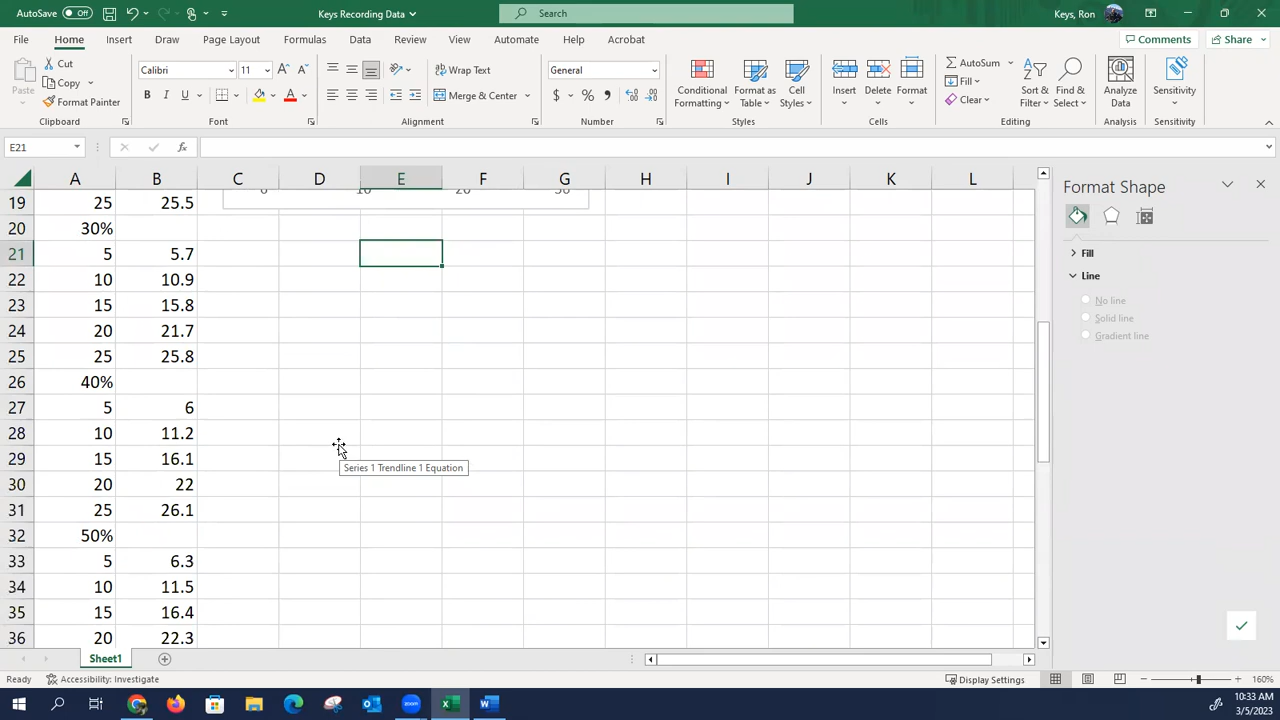 AutoSave Off Keys Recording Data Search Keys, Ron
File Home Insert Draw Page Layout Formulas Data Review View Automate Help Acrobat Comments Share
Paste Cut Copy Format Painter
Clipboard
Calibri 11 A A
B I U A
Font
Wrap Text
Merge & Center
Alignment
General
$ % 9
Number
Conditional Formatting Format as Table Cell Styles
Styles
Insert Delete Format
Cells
AutoSum Fill Clear Sort & Filter Find & Select
Editing
Analyze Data
Analysis
Sensitivity
Sensitivity
E21 fx
A B C D E F G H I J K L
19 25 25.5
20 30%
21 5 5.7
22 10 10.9
23 15 15.8
24 20 21.7
25 25 25.8
26 40%
27 5 6
28 10 11.2
29 15 16.1
30 20 22
31 25 26.1
32 50%
33 5 6.3
34 10 11.5
35 15 16.4
36 20 22.3
Series 1 Trendline 1 Equation
Format Shape
Fill
Line
No line
Solid line
Gradient line
Sheet1
Ready Accessibility: Investigate Display Settings 160%
zoom 10:33 AM
3/5/2023